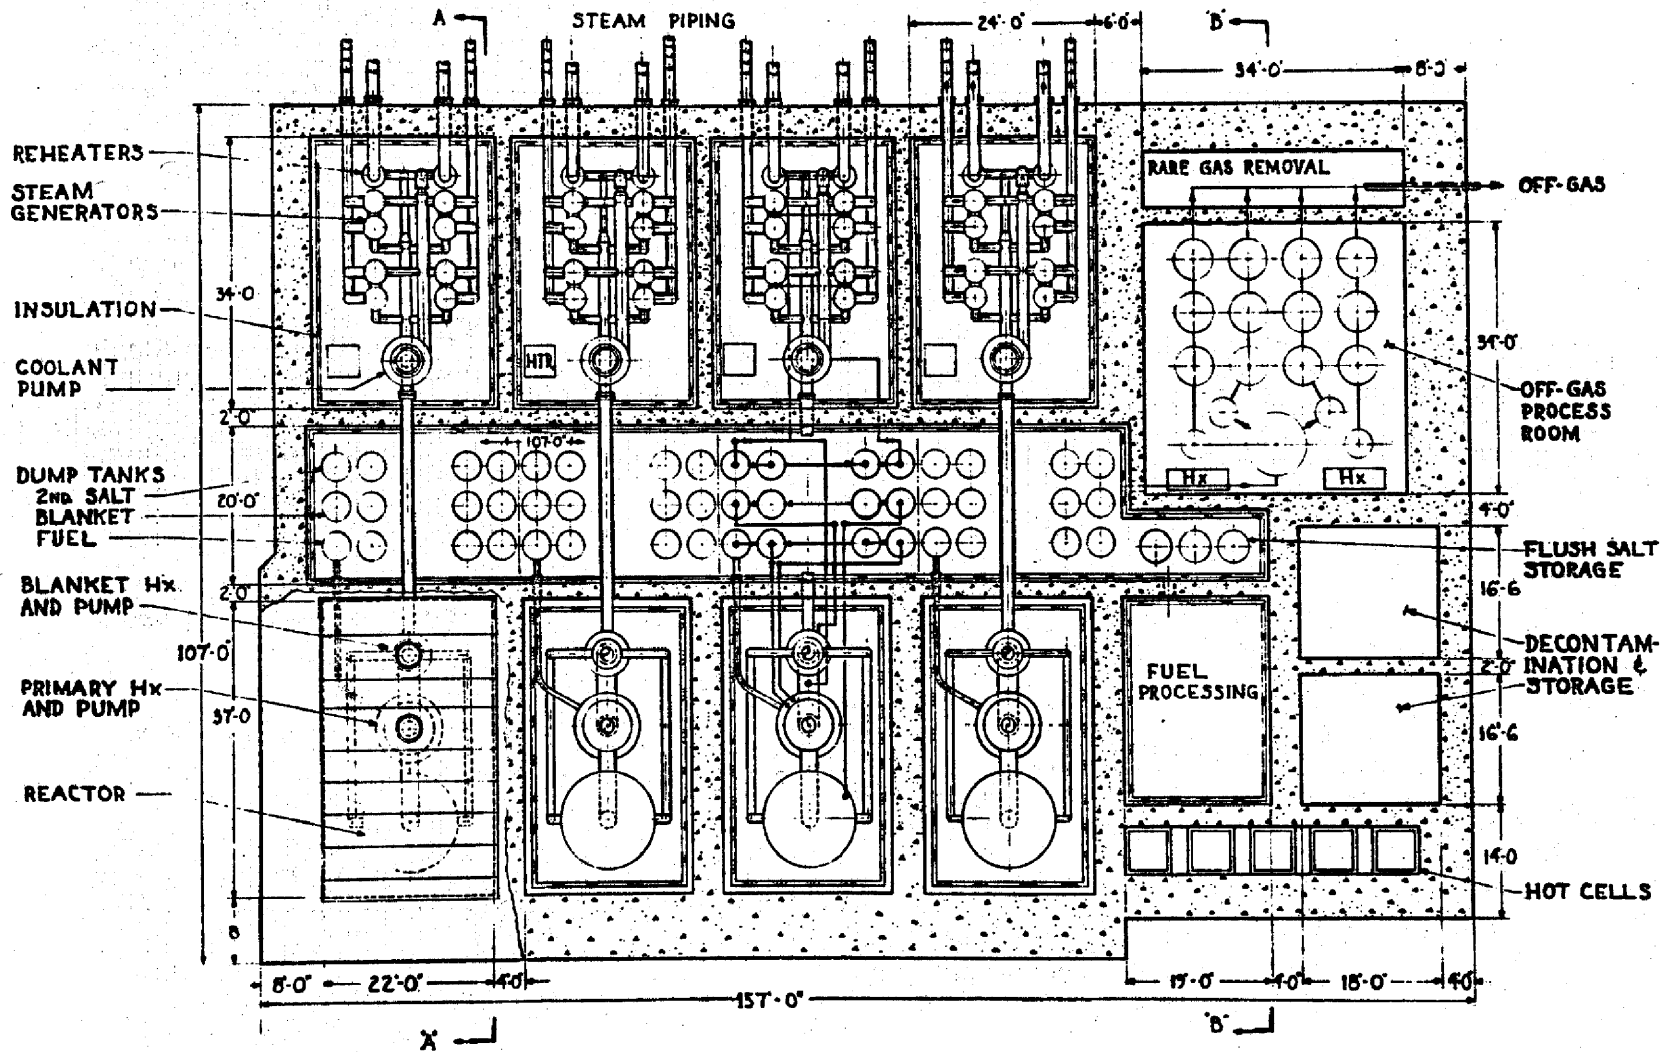 A
STEAM PIPING
24'-0"
6'-0"
"B"
34'-0"
8'-0"
REHEATERS
STEAM
GENERATORS
INSULATION
COOLANT
PUMP
DUMP TANKS
2ND SALT
BLANKET
FUEL
BLANKET Hx
AND PUMP
PRIMARY Hx
AND PUMP
REACTOR
34-0
2'-0"
20'-0"
2'-0"
107'-0"
37-0
8
HTR
107'-0"
RARE GAS REMOVAL
OFF-GAS
34'-0"
OFF-GAS
PROCESS
ROOM
Hx
Hx
4'-0"
FLUSH SALT
STORAGE
16-6
DECONTAM-
INATION &
STORAGE
2'-0"
16'-6
FUEL
PROCESSING
14-0
HOT CELLS
8'-0"
22'-0"
4'-0"
19'-0"
4'-0"
18'-0"
4'-0"
157'-0"
"A"
"B"